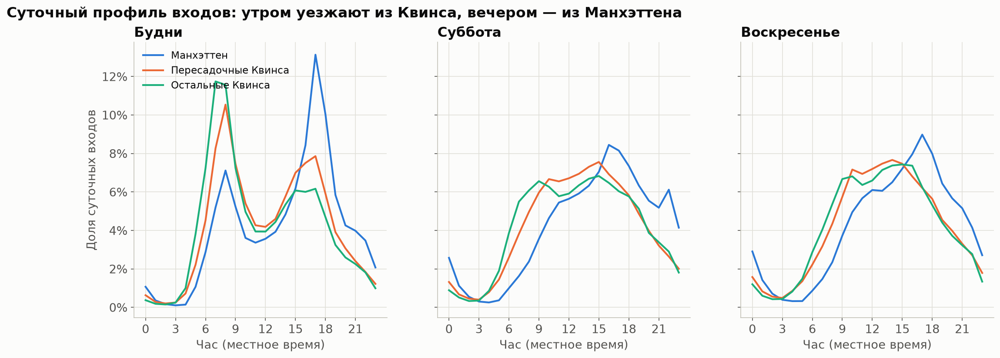 Суточный профиль входов: утром уезжают из Квинса, вечером — из Манхэттена
Будни
Манхэттен
Пересадочные Квинса
Остальные Квинса
12%
10%
8%
6%
4%
2%
0%
Доля суточных входов
0 3 6 9 12 15 18 21
Час (местное время)
Суббота
0 3 6 9 12 15 18 21
Час (местное время)
Воскресенье
0 3 6 9 12 15 18 21
Час (местное время)